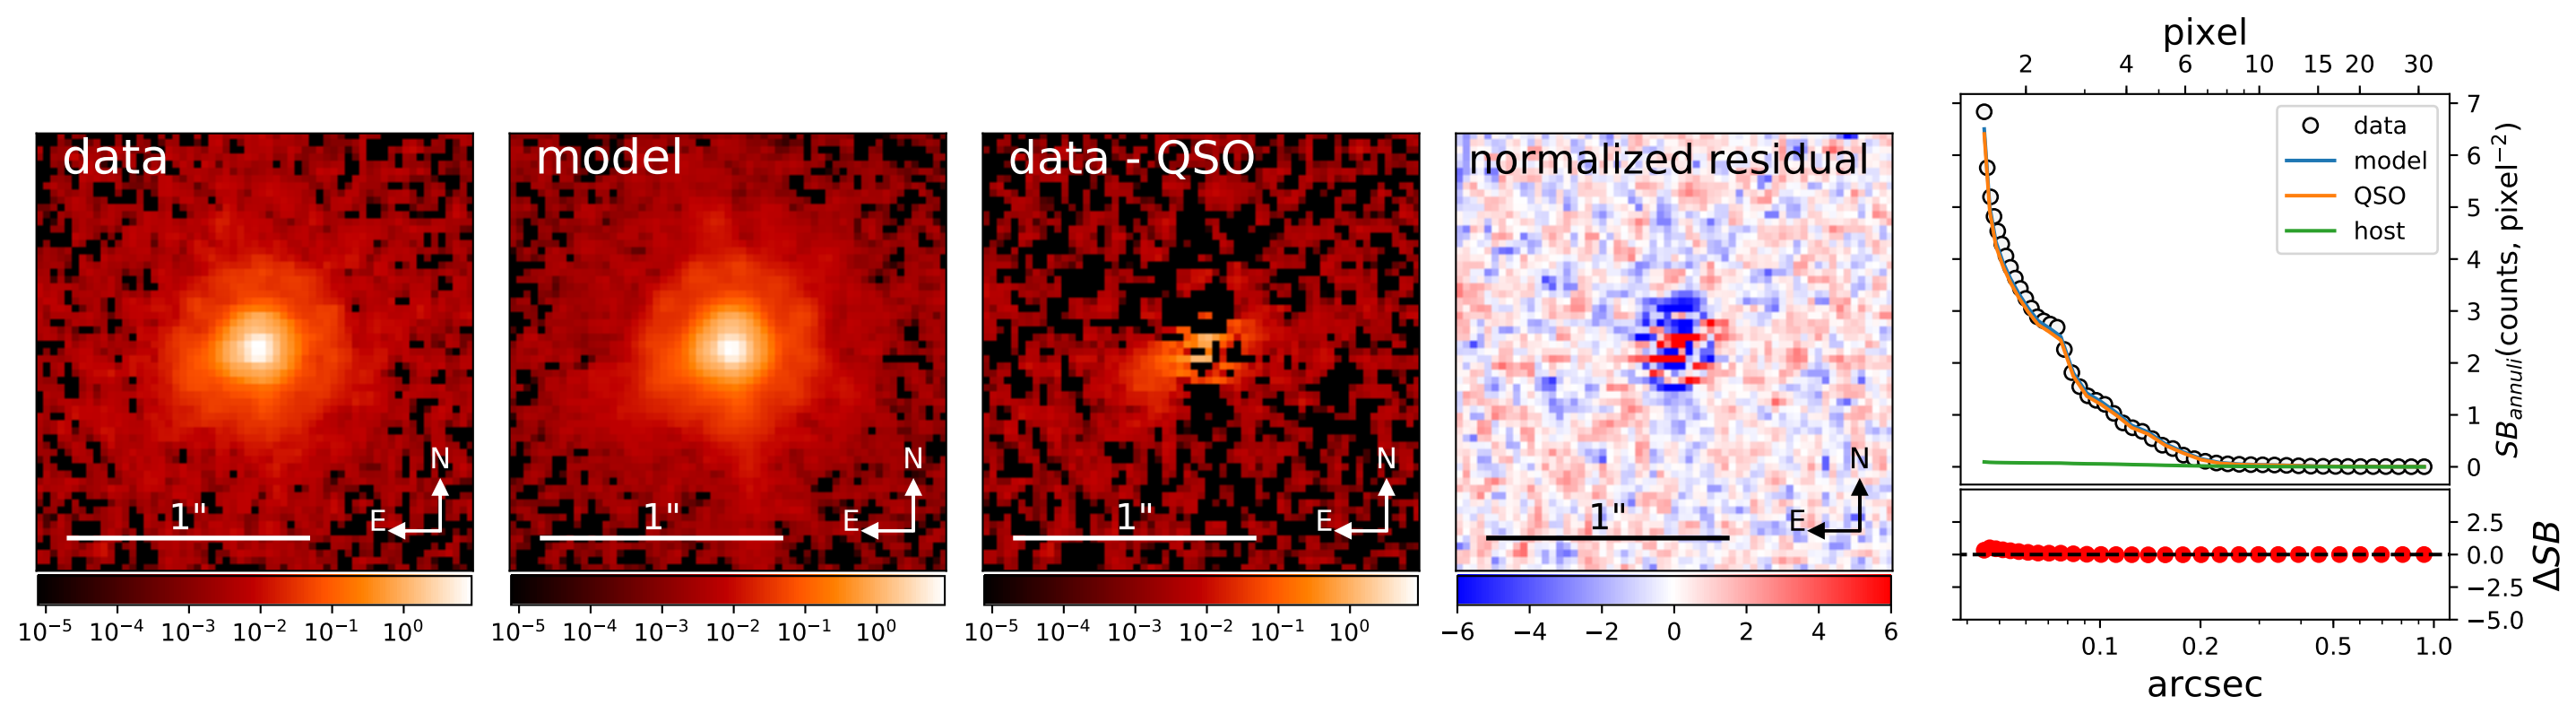 data
N
E
1"
10⁻⁵ 10⁻⁴ 10⁻³ 10⁻² 10⁻¹ 10⁰
model
N
E
1"
10⁻⁵ 10⁻⁴ 10⁻³ 10⁻² 10⁻¹ 10⁰
data - QSO
N
E
1"
10⁻⁵ 10⁻⁴ 10⁻³ 10⁻² 10⁻¹ 10⁰
normalized residual
N
E
1"
−6 −4 −2 0 2 4 6
pixel
2 4 6 10 15 20 30
data
model
QSO
host
7
6
5
4
3
2
1
0
SB_annuli(counts, pixel⁻²)
2.5
0.0
−2.5
−5.0
ΔSB
0.1 0.2 0.5 1.0
arcsec